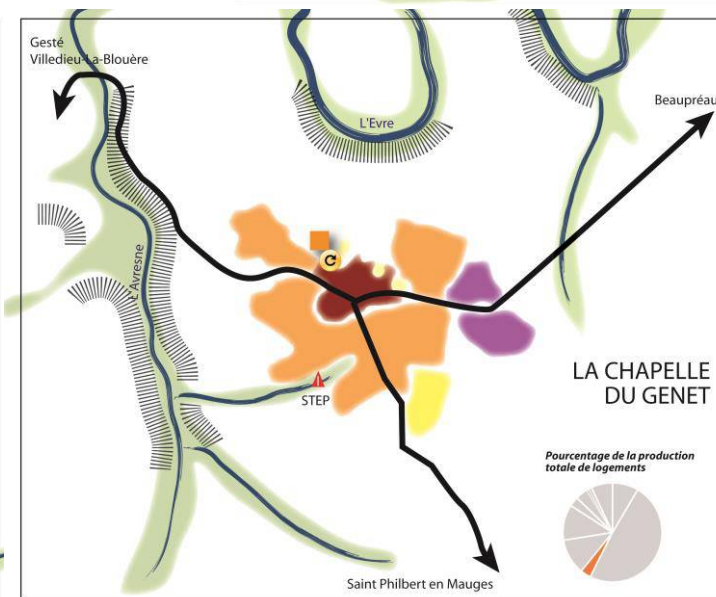 Gesté
Villedieu-La-Blouère
Beaupréau
L'Evre
L'Avresne
LA CHAPELLE
DU GENET
STEP
Pourcentage de la production
totale de logements
Saint Philbert en Mauges